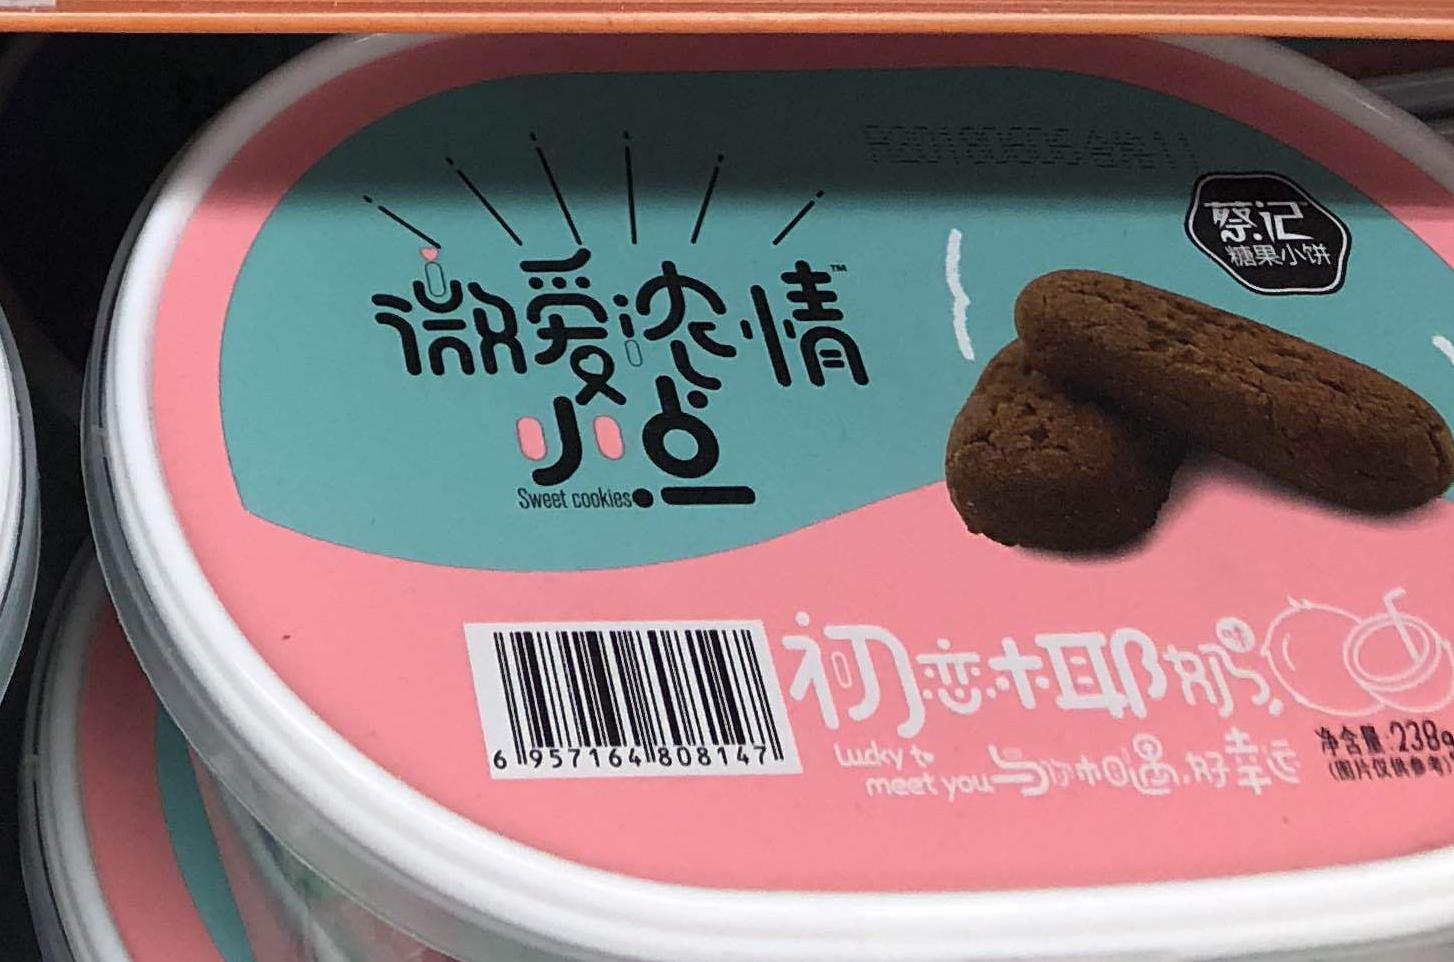 蔡记
糖果小饼
微爱浓情™
小点
Sweet cookies
初恋椰奶味
6 957164 808147
Lucky to
meet you 与你相遇.好幸运
净含量:238g
(图片仅供参考)